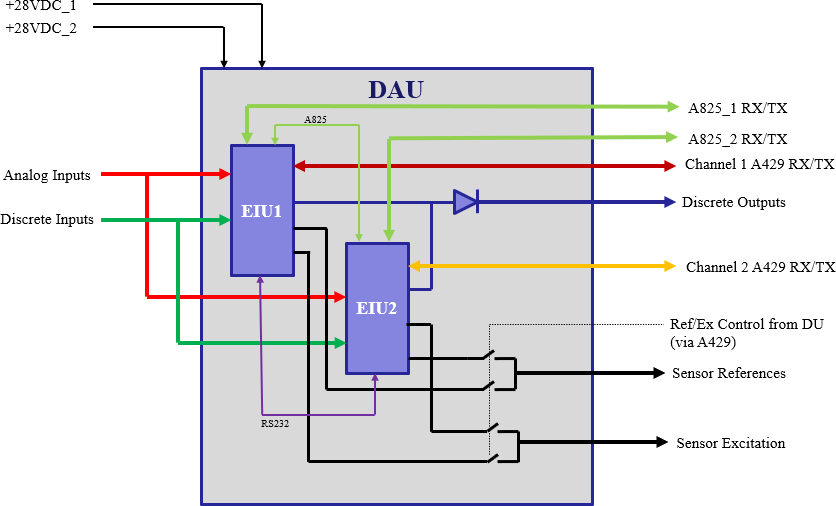 +28VDC_1
+28VDC_2
DAU
A825_1 RX/TX
A825
A825_2 RX/TX
Channel 1 A429 RX/TX
Analog Inputs
Discrete Outputs
EIU1
Discrete Inputs
Channel 2 A429 RX/TX
EIU2
Ref/Ex Control from DU
(via A429)
Sensor References
RS232
Sensor Excitation